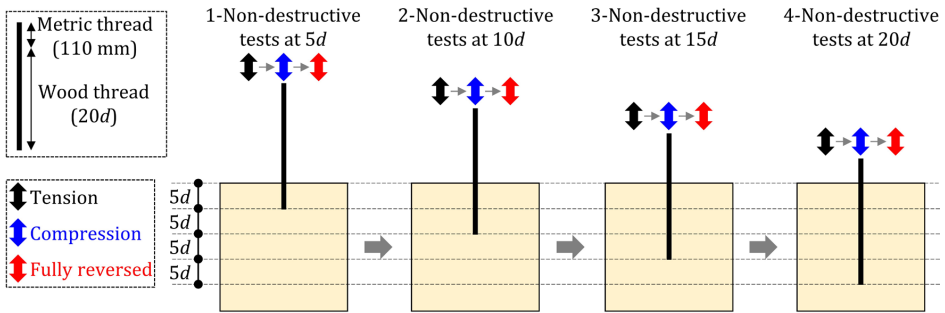 Metric thread
(110 mm)
Wood thread
(20d)
Tension
Compression
Fully reversed
1-Non-destructive
tests at 5d
2-Non-destructive
tests at 10d
3-Non-destructive
tests at 15d
4-Non-destructive
tests at 20d
5d
5d
5d
5d